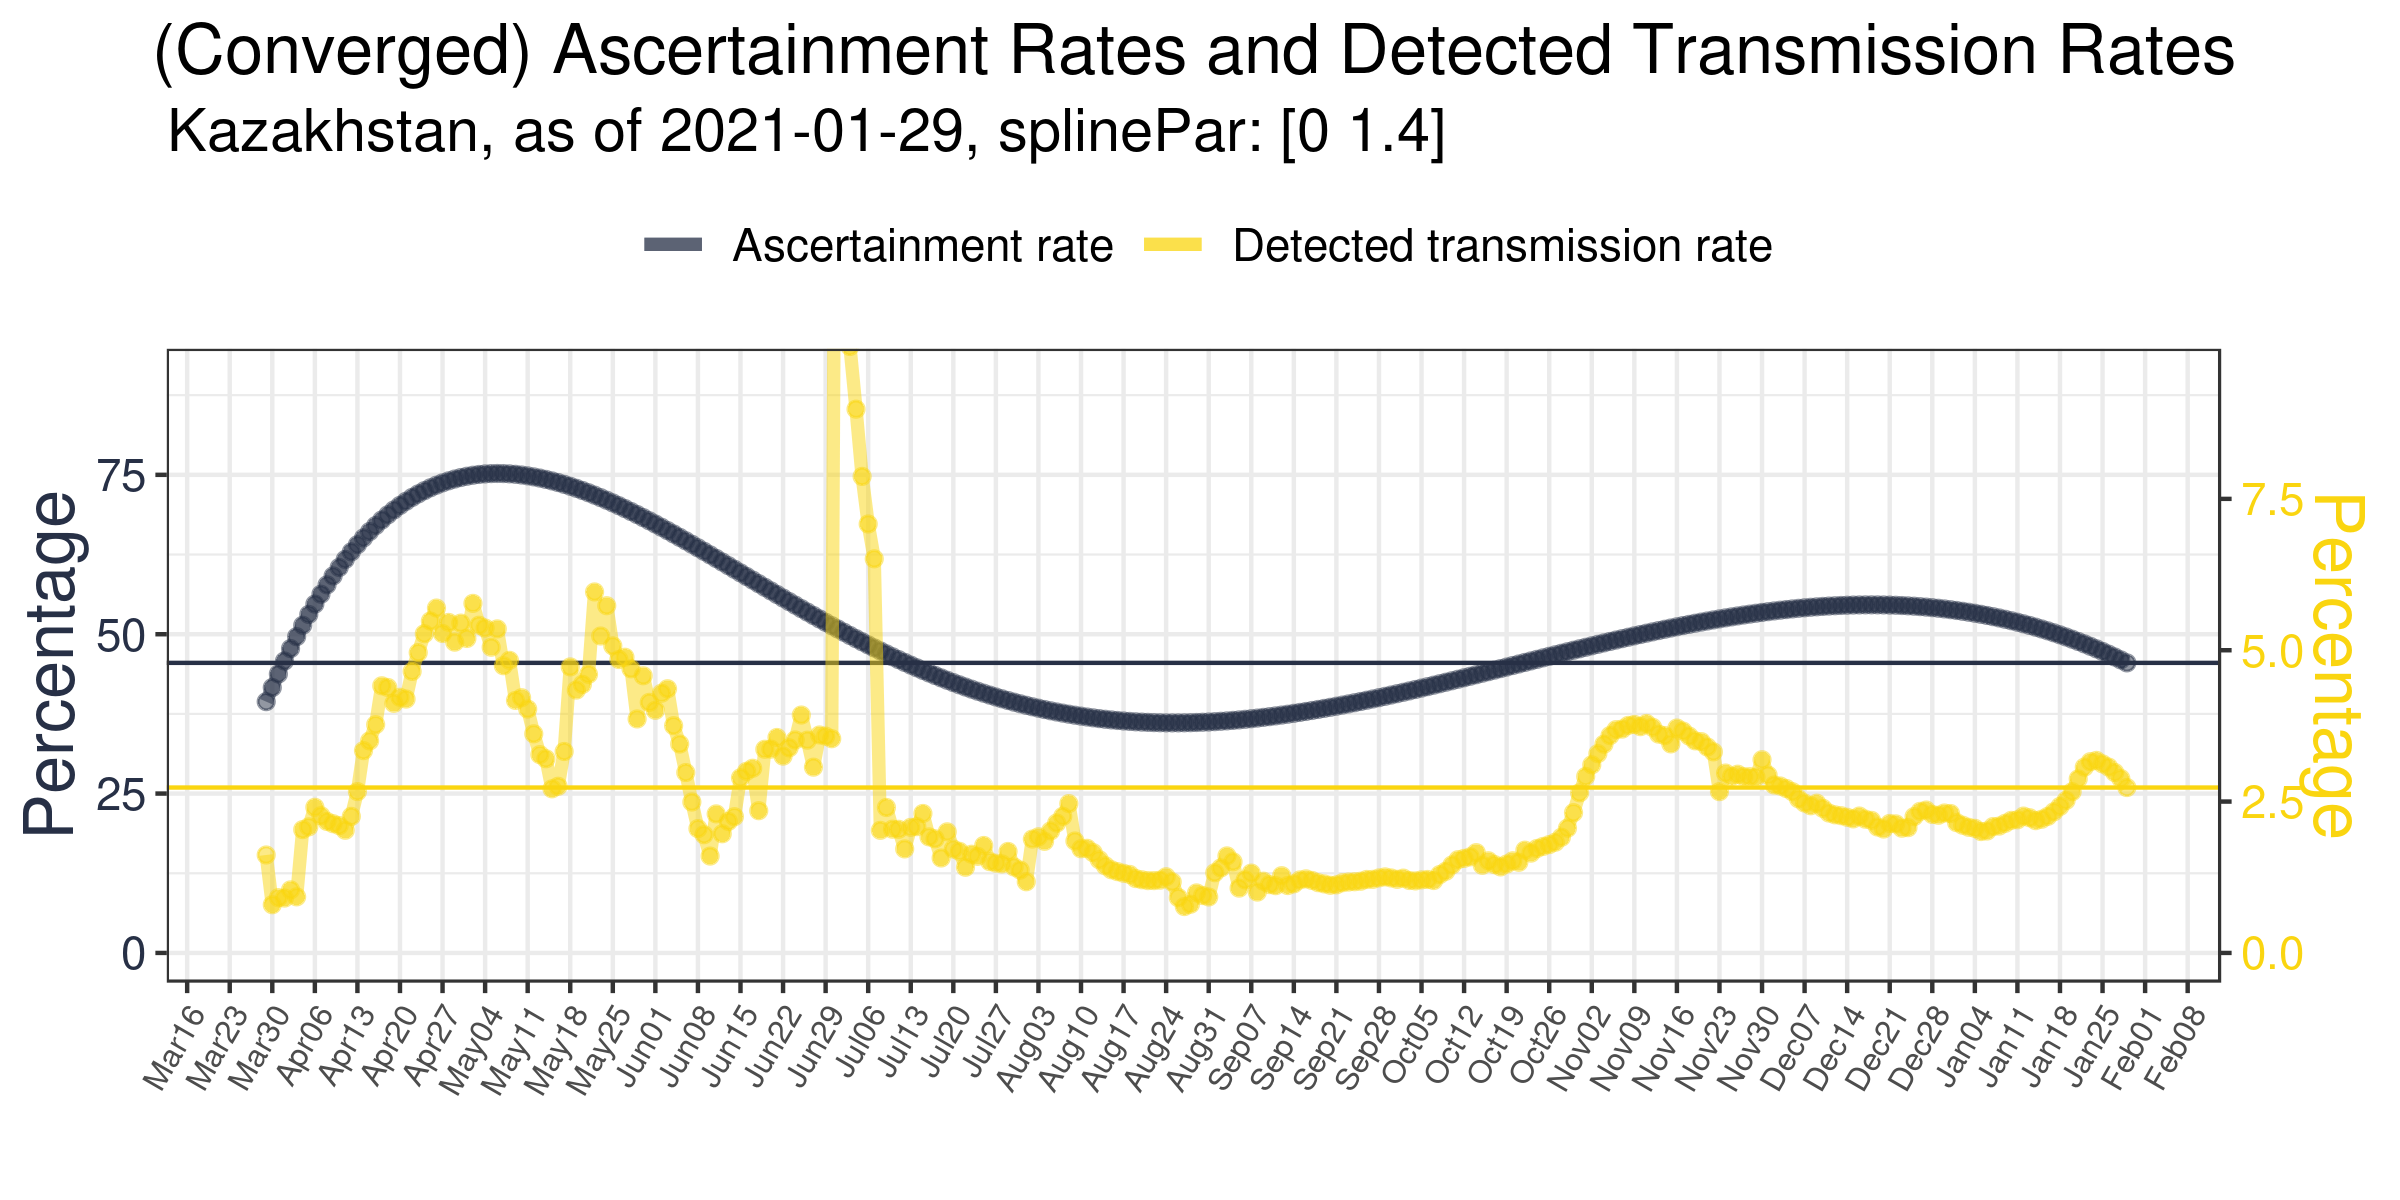 (Converged) Ascertainment Rates and Detected Transmission Rates
Kazakhstan, as of 2021-01-29, splinePar: [0 1.4]
Ascertainment rate Detected transmission rate
Percentage
75
50
25
0
7.5
5.0
2.5
0.0
Percentage
Mar16 Mar23 Mar30 Apr06 Apr13 Apr20 Apr27 May04 May11 May18 May25 Jun01 Jun08 Jun15 Jun22 Jun29 Jul06 Jul13 Jul20 Jul27 Aug03 Aug10 Aug17 Aug24 Aug31 Sep07 Sep14 Sep21 Sep28 Oct05 Oct12 Oct19 Oct26 Nov02 Nov09 Nov16 Nov23 Nov30 Dec07 Dec14 Dec21 Dec28 Jan04 Jan11 Jan18 Jan25 Feb01 Feb08